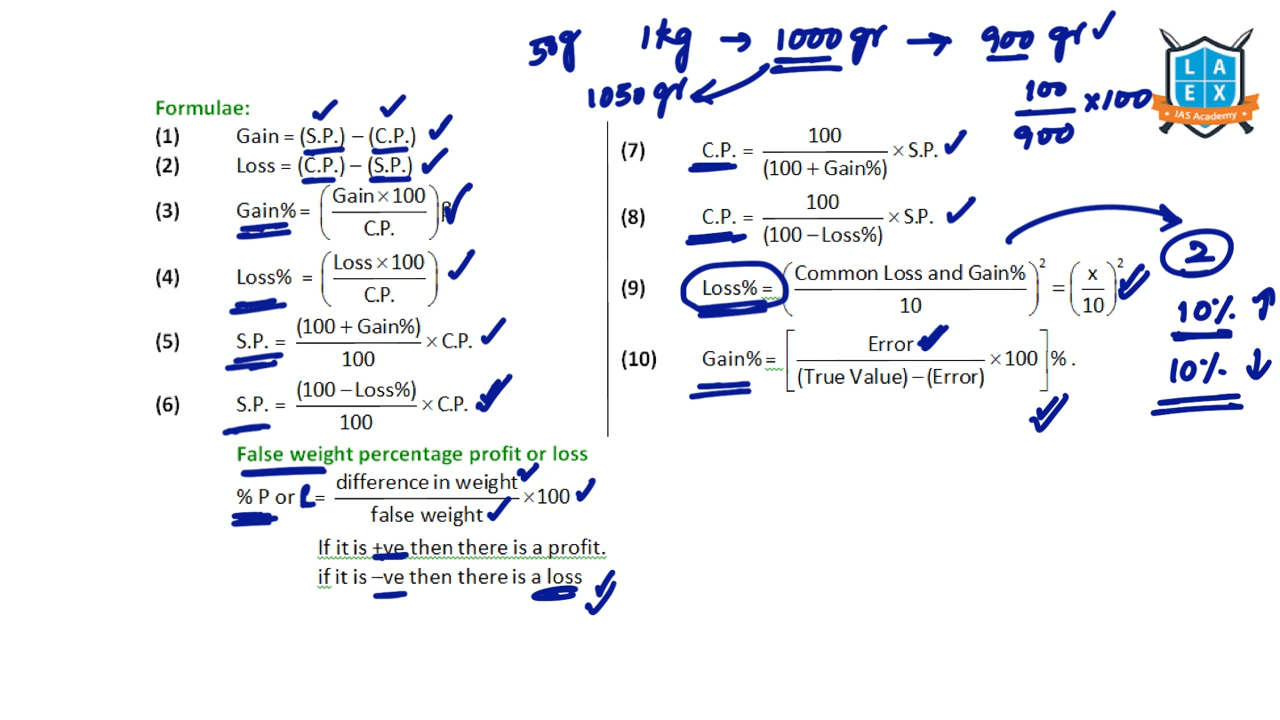 50g 1kg → 1000 gr → 900 gr ✓
1050 gr
100/900 ×100
L A
E X
IAS Academy
Formulae:
(1) Gain = (S.P.) − (C.P.)
(2) Loss = (C.P.) − (S.P.)
(3) Gain% = (Gain×100 / C.P.)
(4) Loss% = (Loss×100 / C.P.)
(5) S.P. = (100 + Gain%) / 100 × C.P.
(6) S.P. = (100 − Loss%) / 100 × C.P.
False weight percentage profit or loss
% P or L = difference in weight / false weight ×100
If it is +ve then there is a profit.
if it is −ve then there is a loss
(7) C.P. = 100 / (100 + Gain%) × S.P.
(8) C.P. = 100 / (100 − Loss%) × S.P.
(9) Loss% = (Common Loss and Gain% / 10)² = (x / 10)²
(10) Gain% = [Error / (True Value) − (Error) ×100]%.
2
10% ↑
10% ↓